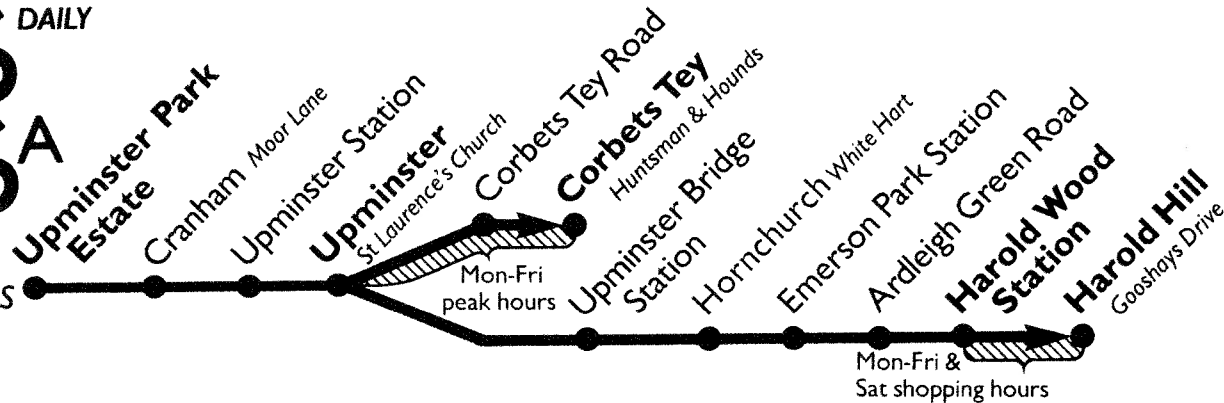 DAILY
A
Upminster Park
Estate
Cranham Moor Lane
Upminster Station
Upminster
St Laurence's Church
Corbets Tey Road
Corbets Tey
Huntsman & Hounds
Mon-Fri
peak hours
Upminster Bridge
Station
Hornchurch White Hart
Emerson Park Station
Ardleigh Green Road
Harold Wood
Station
Harold Hill
Gooshays Drive
Mon-Fri &
Sat shopping hours